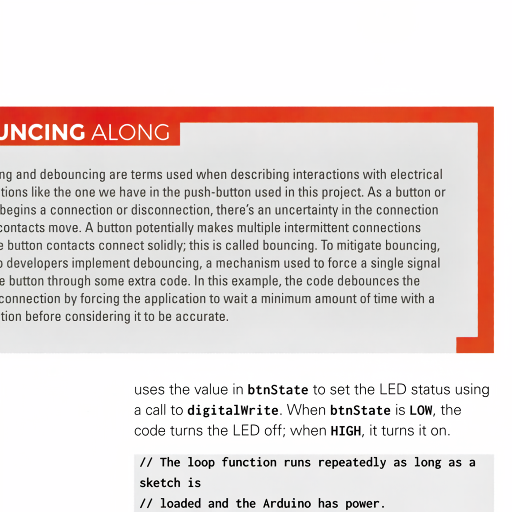 UNCING ALONG
ng and debouncing are terms used when describing interactions with electrical
tions like the one we have in the push-button used in this project. As a button or
begins a connection or disconnection, there's an uncertainty in the connection
contacts move. A button potentially makes multiple intermittent connections
e button contacts connect solidly; this is called bouncing. To mitigate bouncing,
o developers implement debouncing, a mechanism used to force a single signal
e button through some extra code. In this example, the code debounces the
connection by forcing the application to wait a minimum amount of time with a
tion before considering it to be accurate.
uses the value in btnState to set the LED status using
a call to digitalWrite. When btnState is LOW, the
code turns the LED off; when HIGH, it turns it on.
// The loop function runs repeatedly as long as a
sketch is
// loaded and the Arduino has power.